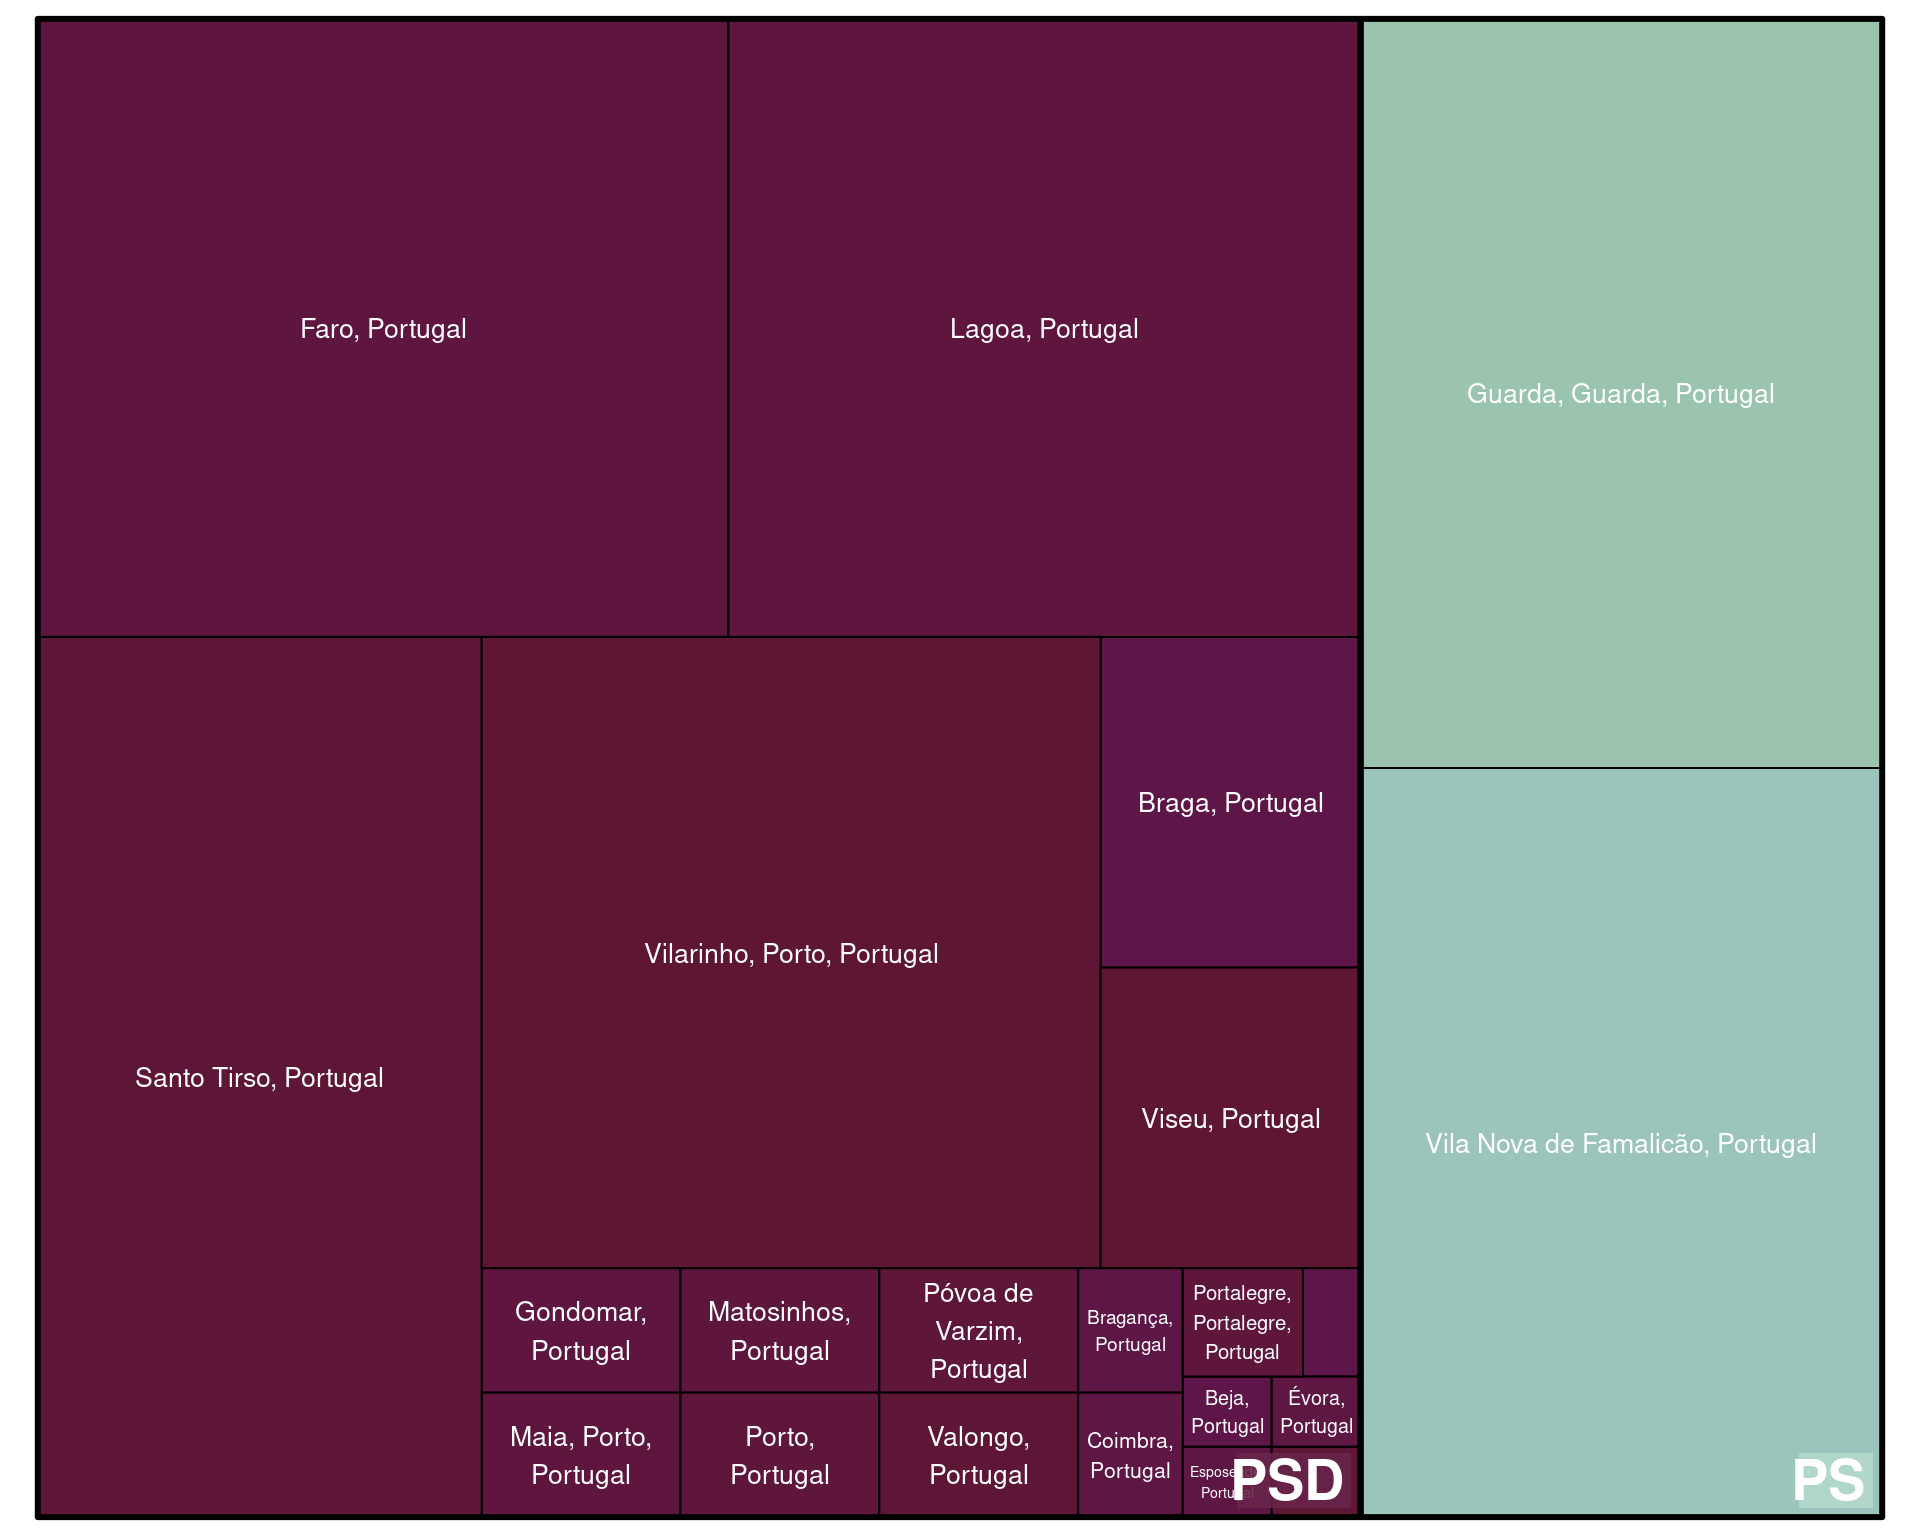 Faro, Portugal
Lagoa, Portugal
Guarda, Guarda, Portugal
Braga, Portugal
Vilarinho, Porto, Portugal
Santo Tirso, Portugal
Viseu, Portugal
Vila Nova de Famalicão, Portugal
Gondomar,
Portugal
Matosinhos,
Portugal
Póvoa de
Varzim,
Portugal
Bragança,
Portugal
Portalegre,
Portalegre,
Portugal
Beja,
Portugal
Évora,
Portugal
Maia, Porto,
Portugal
Porto,
Portugal
Valongo,
Portugal
Coimbra,
Portugal
Portugal
PSD
PS